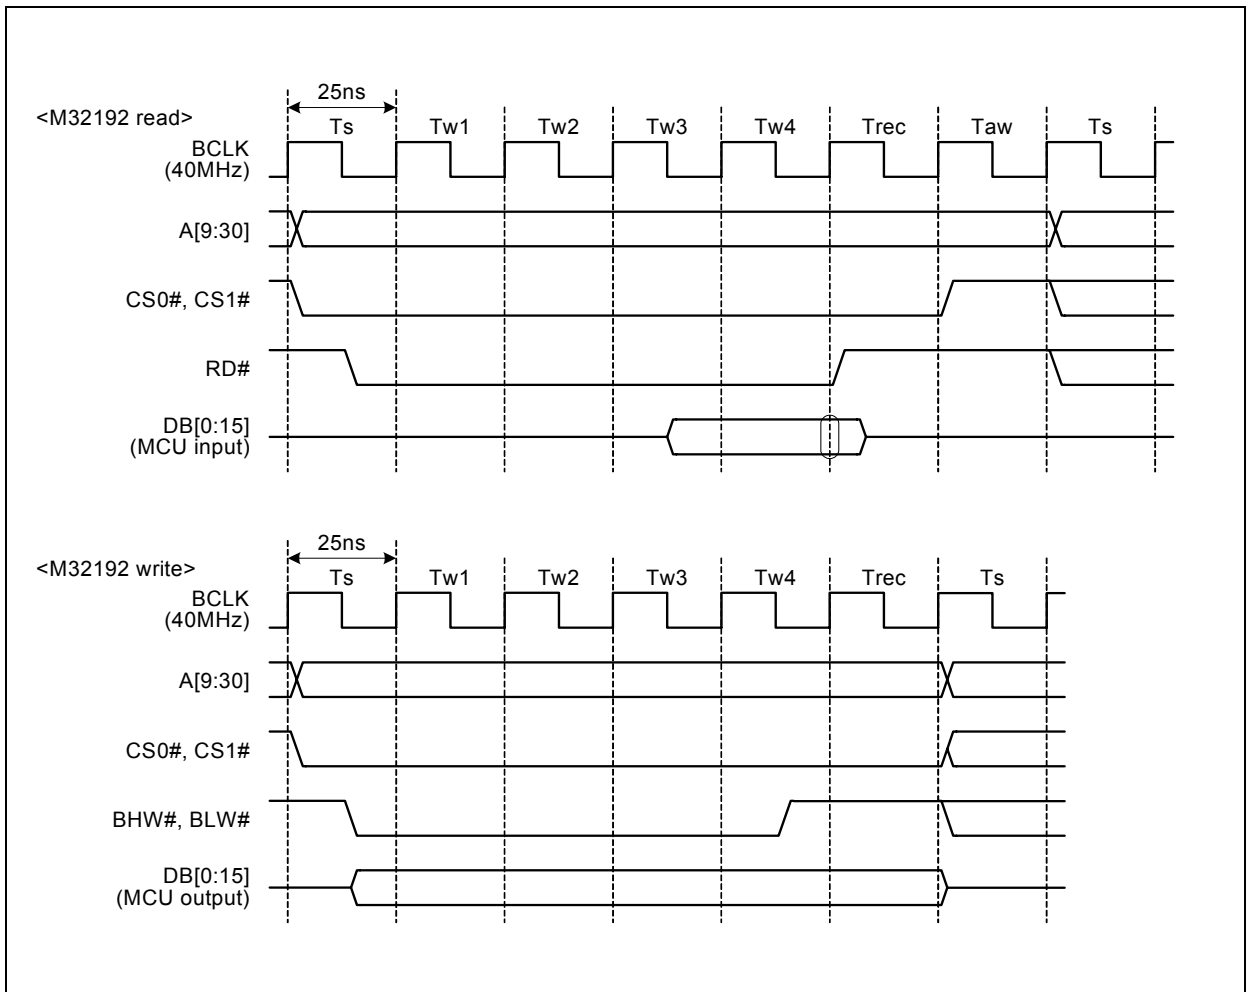 25ns
<M32192 read>
Ts Tw1 Tw2 Tw3 Tw4 Trec Taw Ts
BCLK
(40MHz)
A[9:30]
CS0#, CS1#
RD#
DB[0:15]
(MCU input)
25ns
<M32192 write>
Ts Tw1 Tw2 Tw3 Tw4 Trec Ts
BCLK
(40MHz)
A[9:30]
CS0#, CS1#
BHW#, BLW#
DB[0:15]
(MCU output)